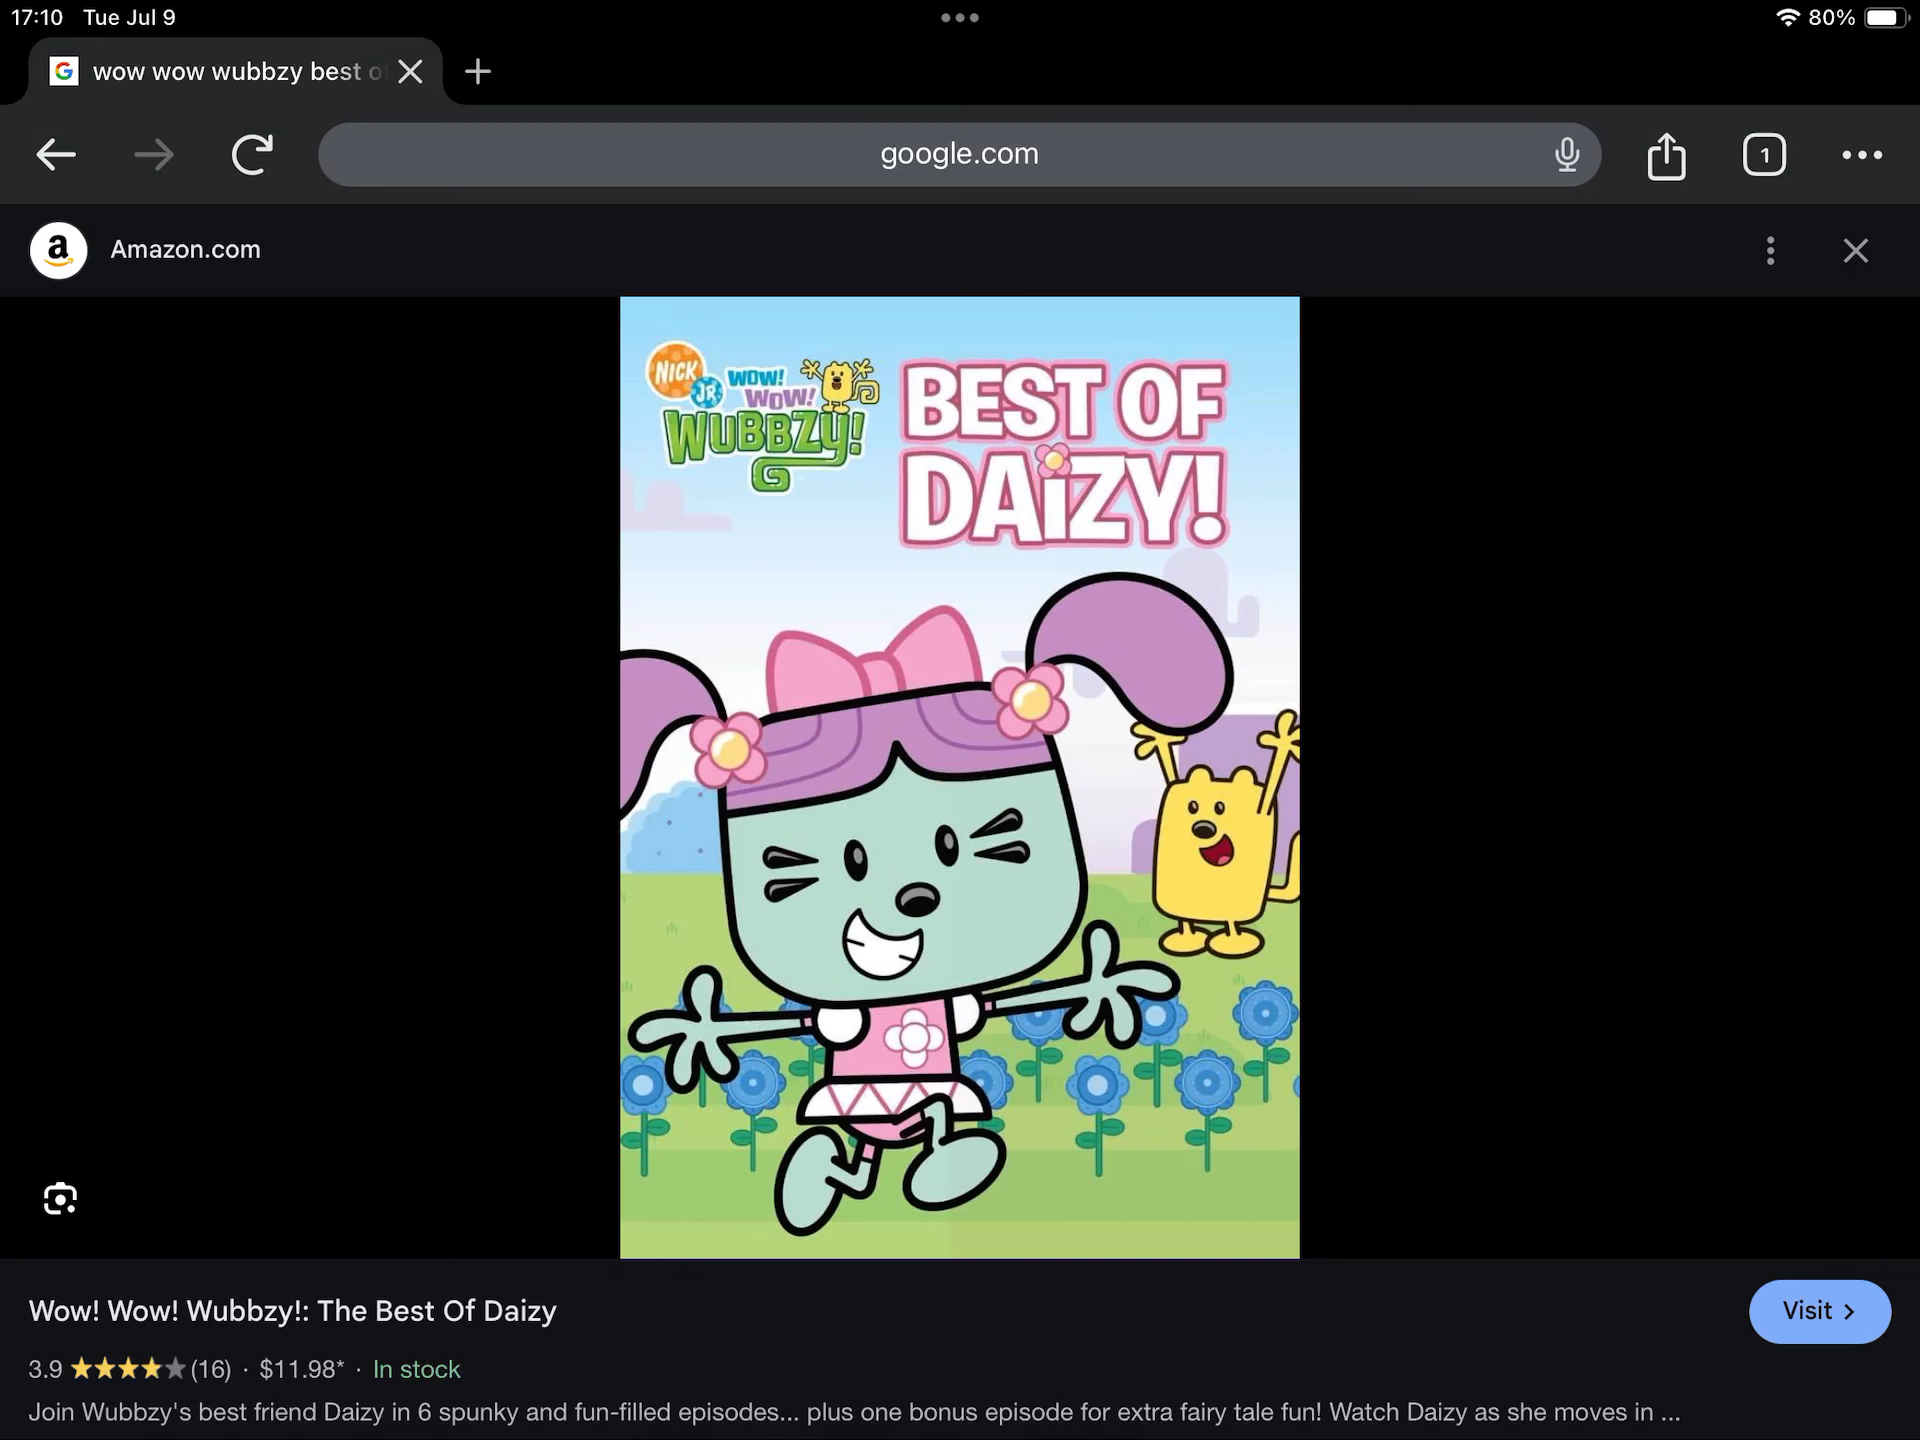 17:10 Tue Jul 9
80%
wow wow wubbzy best of
google.com
1
Amazon.com
NICK
JR.
WOW!
WOW!
WUBBZY!
BEST OF
DAiZY!
Wow! Wow! Wubbzy!: The Best Of Daizy
Visit
3.9 (16) · $11.98* · In stock
Join Wubbzy's best friend Daizy in 6 spunky and fun-filled episodes... plus one bonus episode for extra fairy tale fun! Watch Daizy as she moves in ...